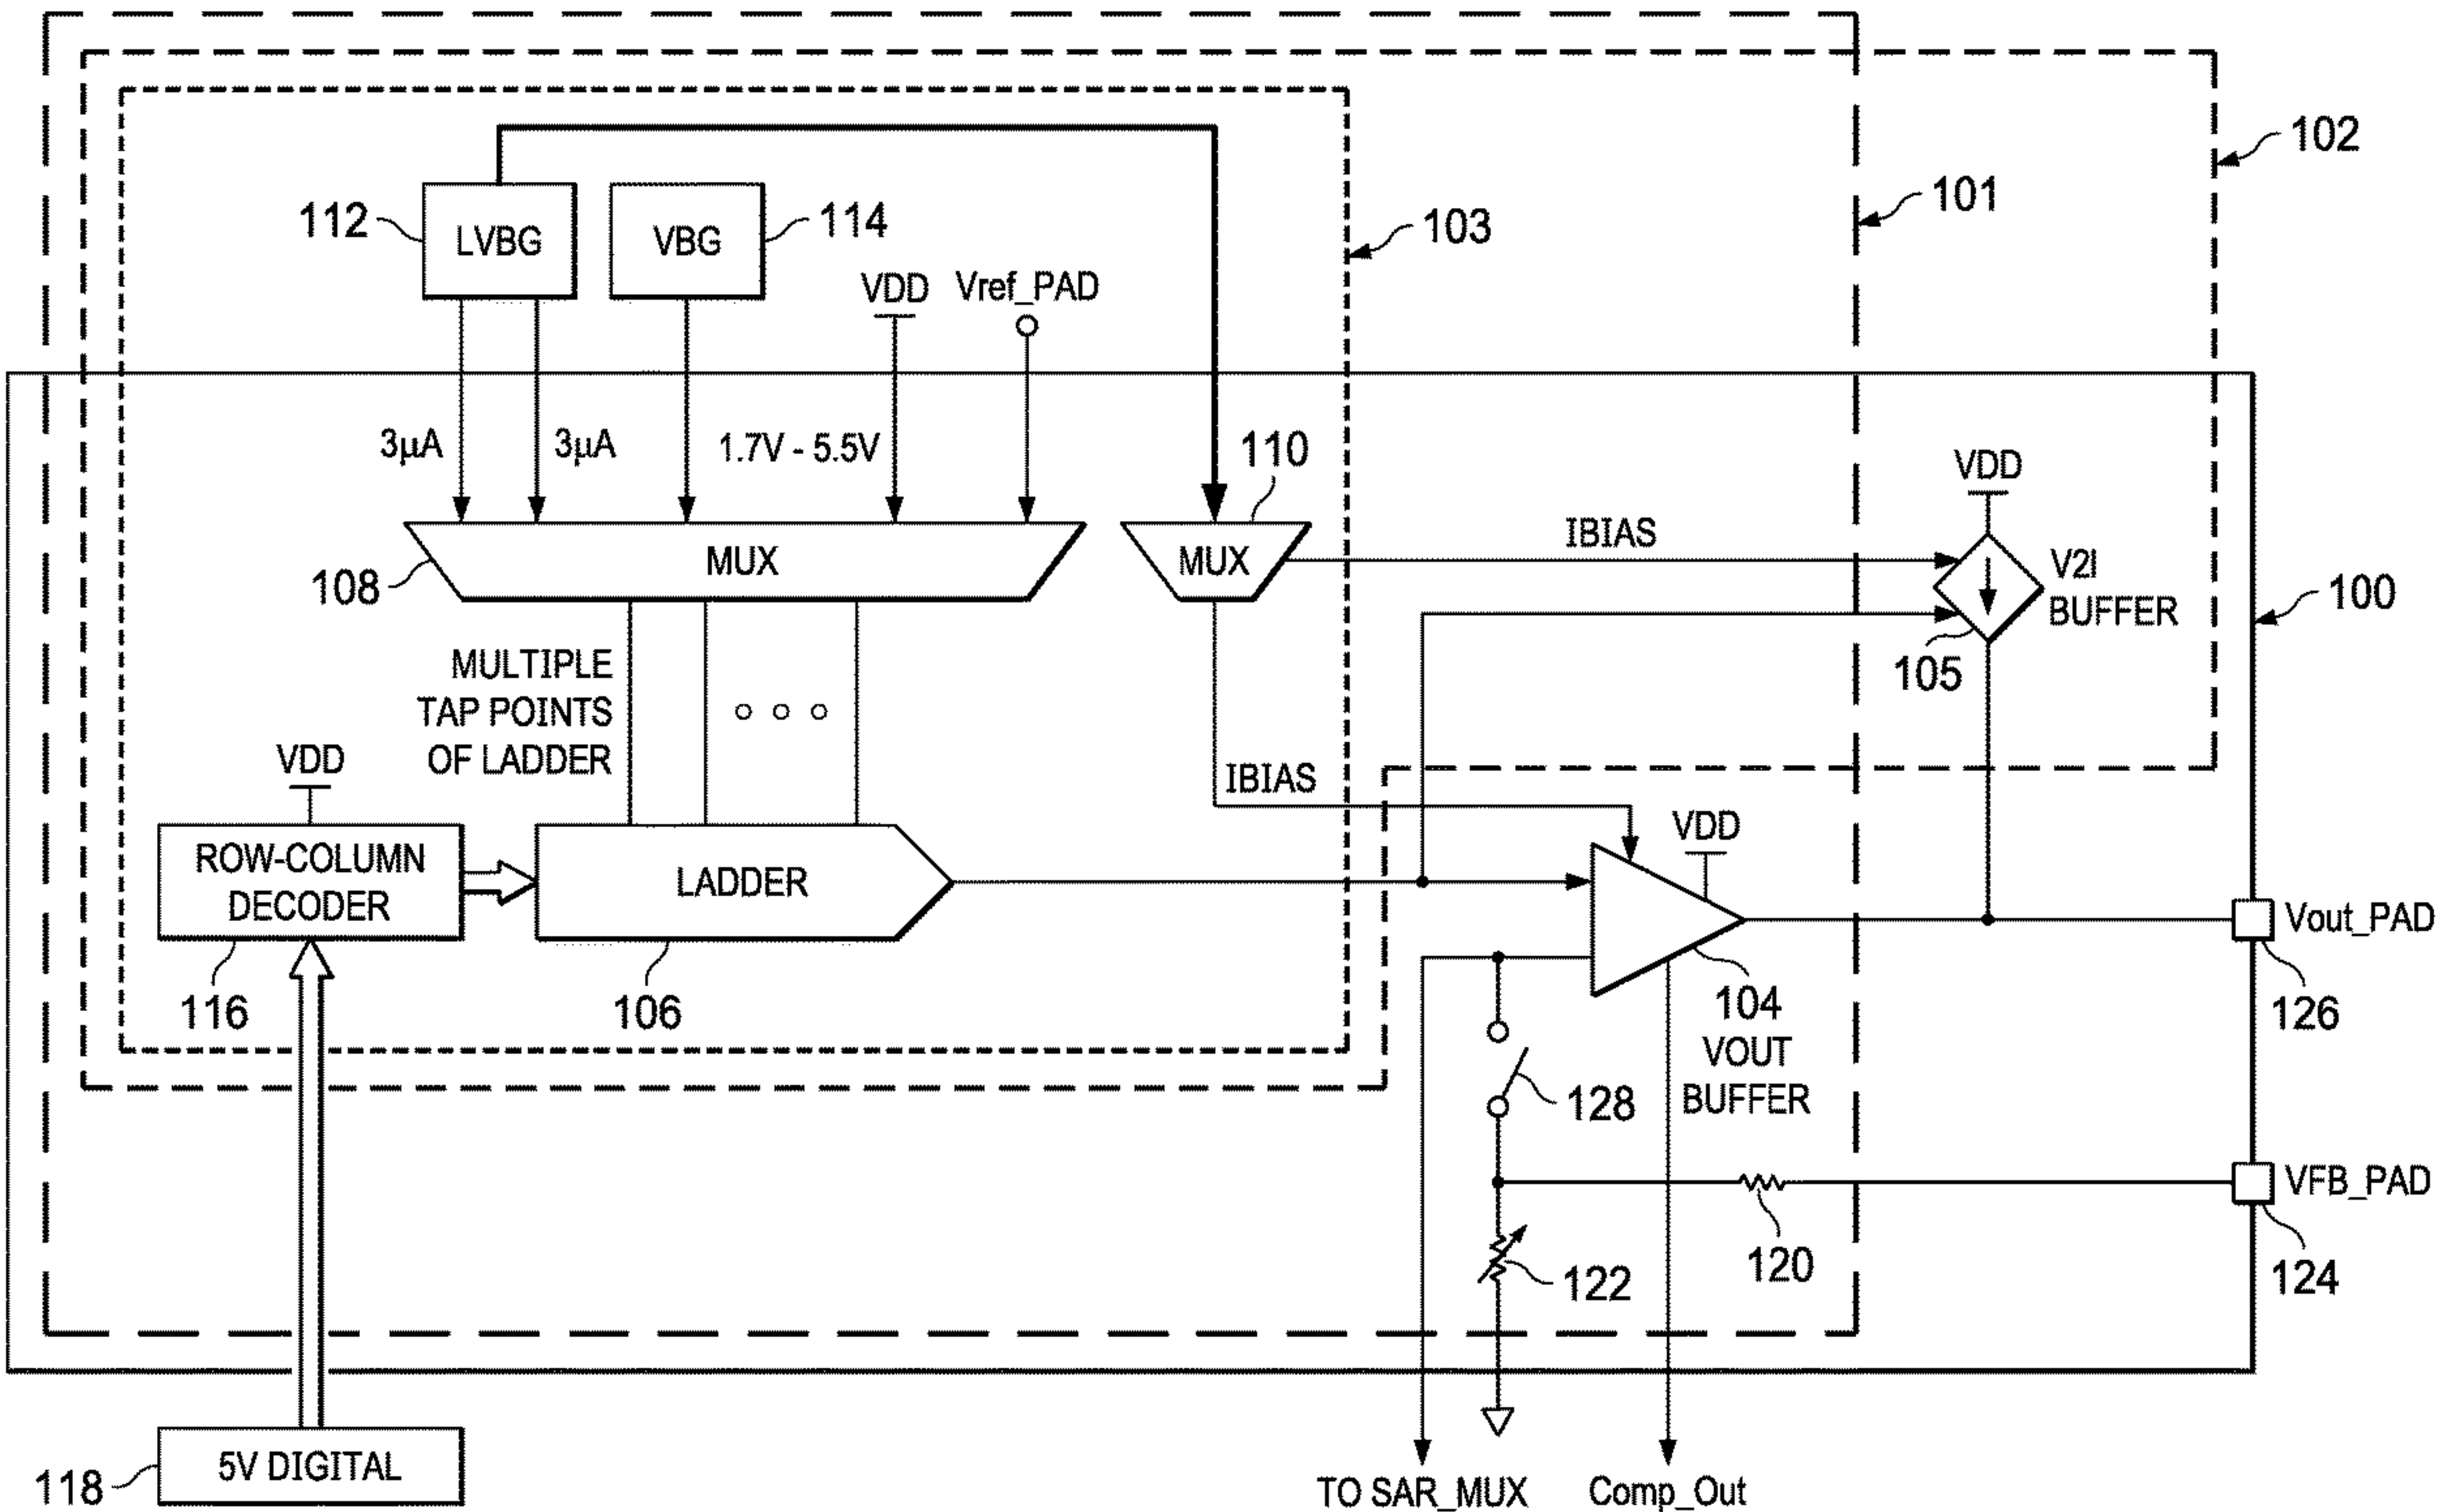 102
101
103
112
LVBG
VBG
114
VDD
Vref_PAD
3µA
3µA
1.7V - 5.5V
110
VDD
MUX
MUX
108
IBIAS
V2I
BUFFER
100
105
MULTIPLE
TAP POINTS
OF LADDER
VDD
IBIAS
VDD
ROW-COLUMN
DECODER
LADDER
116
106
104
VOUT
BUFFER
Vout_PAD
126
128
VFB_PAD
120
122
124
118
5V DIGITAL
TO SAR_MUX
Comp_Out